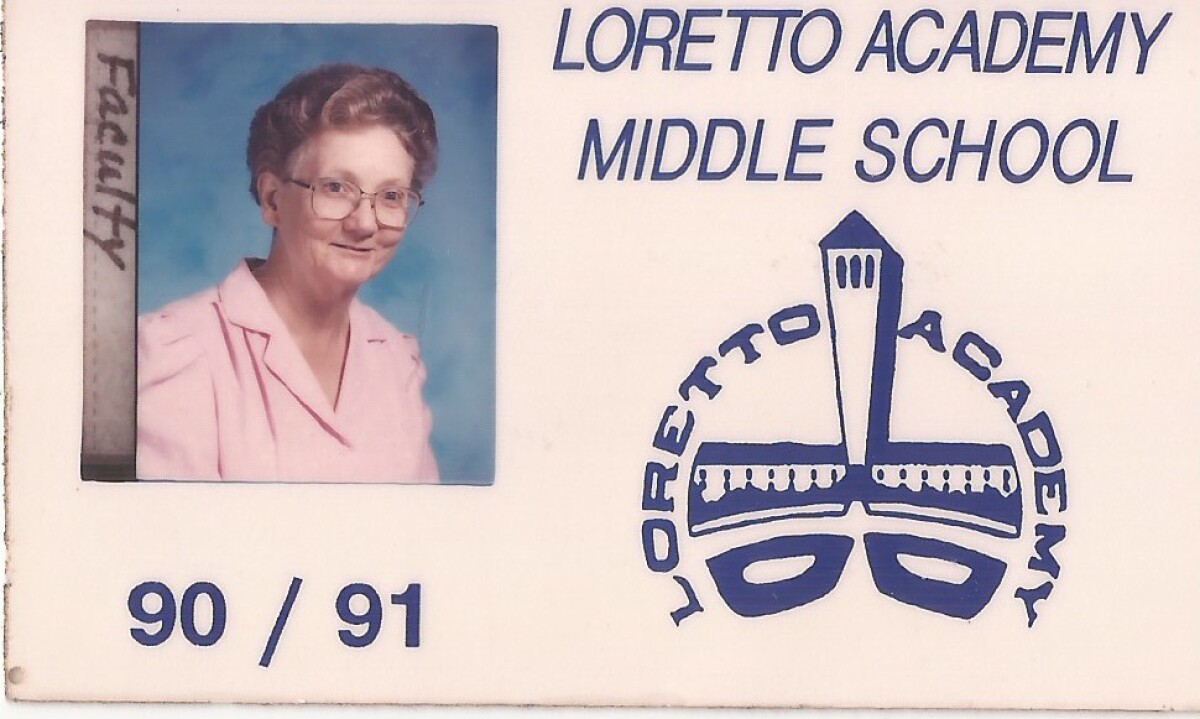 Faculty
LORETTO ACADEMY
MIDDLE SCHOOL
LORETTO ACADEMY
90 / 91